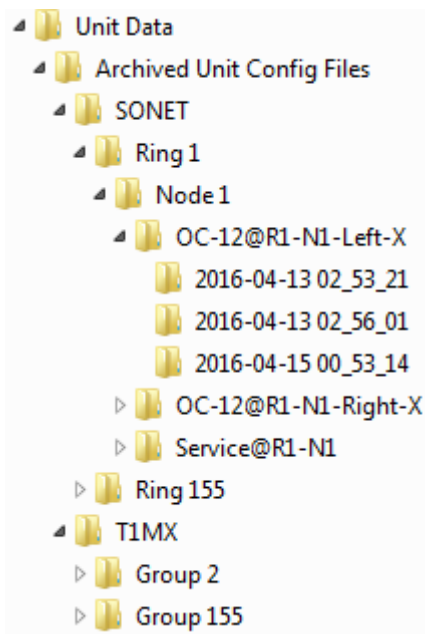 Unit Data
Archived Unit Config Files
SONET
Ring 1
Node 1
OC-12@R1-N1-Left-X
2016-04-13 02_53_21
2016-04-13 02_56_01
2016-04-15 00_53_14
OC-12@R1-N1-Right-X
Service@R1-N1
Ring 155
T1MX
Group 2
Group 155